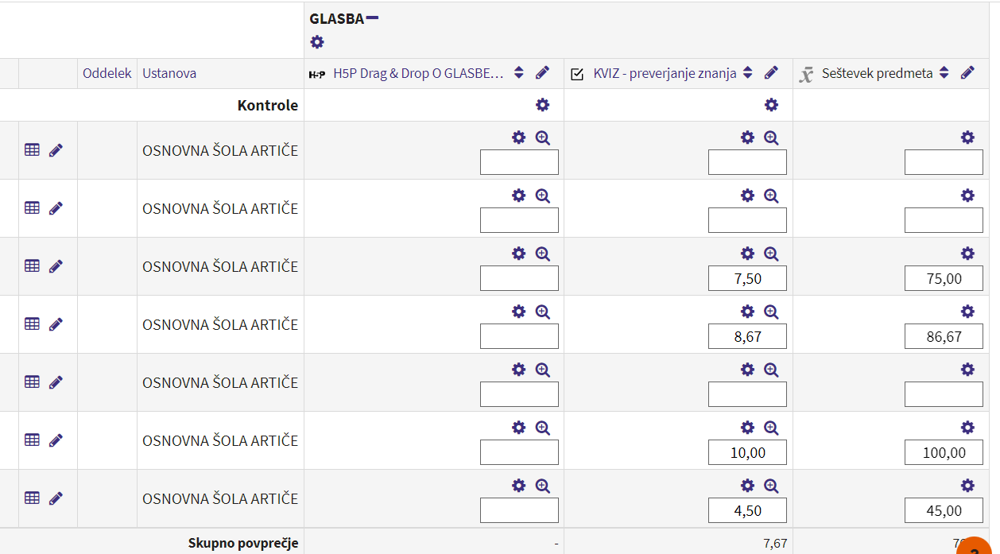 GLASBA
Oddelek Ustanova H5P H5P Drag & Drop O GLASBE... KVIZ - preverjanje znanja x̄ Seštevek predmeta
Kontrole
OSNOVNA ŠOLA ARTIČE
OSNOVNA ŠOLA ARTIČE
OSNOVNA ŠOLA ARTIČE 7,50 75,00
OSNOVNA ŠOLA ARTIČE 8,67 86,67
OSNOVNA ŠOLA ARTIČE
OSNOVNA ŠOLA ARTIČE 10,00 100,00
OSNOVNA ŠOLA ARTIČE 4,50 45,00
Skupno povprečje - 7,67